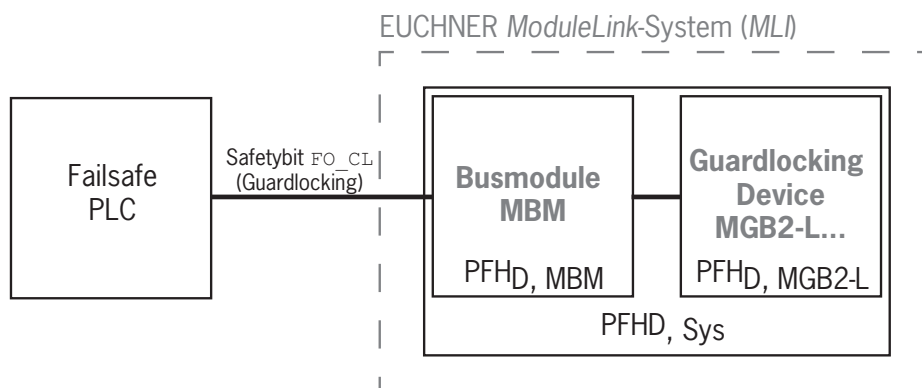 EUCHNER ModuleLink-System (MLI)
Failsafe
PLC
Safetybit FO_CL
(Guardlocking)
Busmodule
MBM
PFHD, MBM
Guardlocking
Device
MGB2-L...
PFHD, MGB2-L
PFHD, Sys